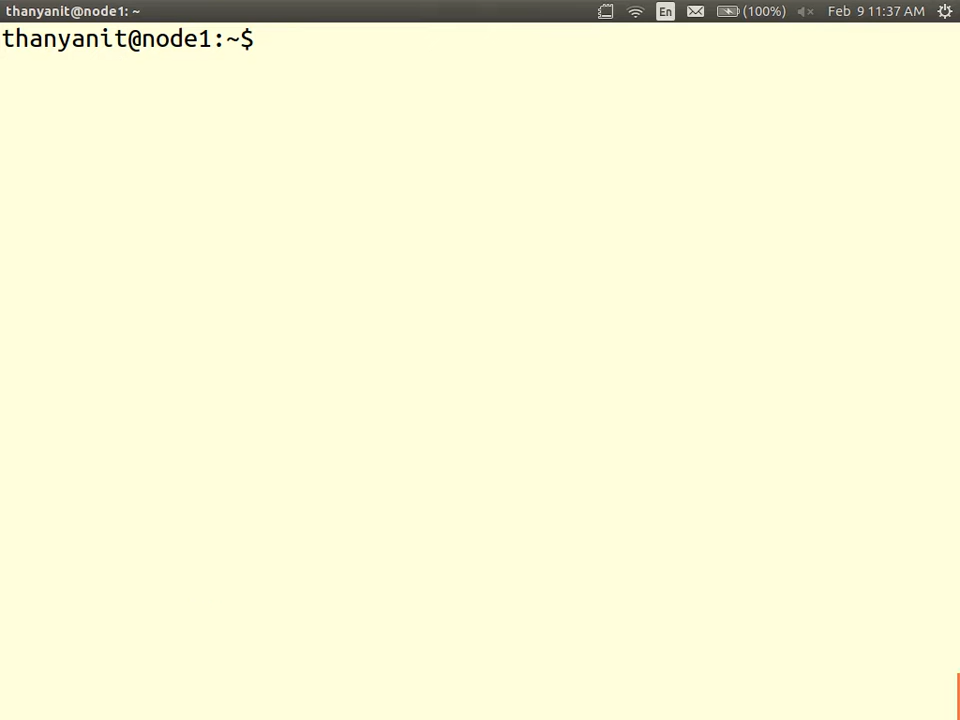 thanyanit@node1: ~
En
(100%)
Feb 9 11:37 AM
thanyanit@node1:~$